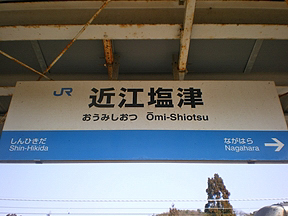 JR 近江塩津
おうみしおつ Ōmi-Shiotsu
しんひきだ
Shin-Hikida
ながはら
Nagahara